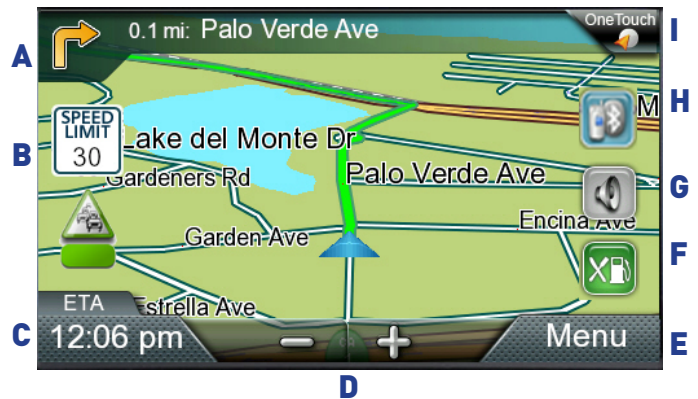 0.1 mi: Palo Verde Ave
OneTouch
I
A
H
M
SPEED
LIMIT
30
B
Lake del Monte Dr
Gardeners Rd
Palo Verde Ave
G
Encina Ave
Garden Ave
F
ETA
Estrella Ave
C
12:06 pm
Menu
E
D